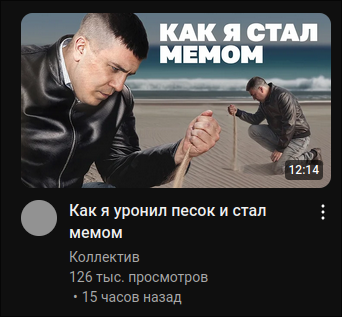 КАК Я СТАЛ
МЕМОМ
12:14
Как я уронил песок и стал
мемом
Коллектив
126 тыс. просмотров
• 15 часов назад